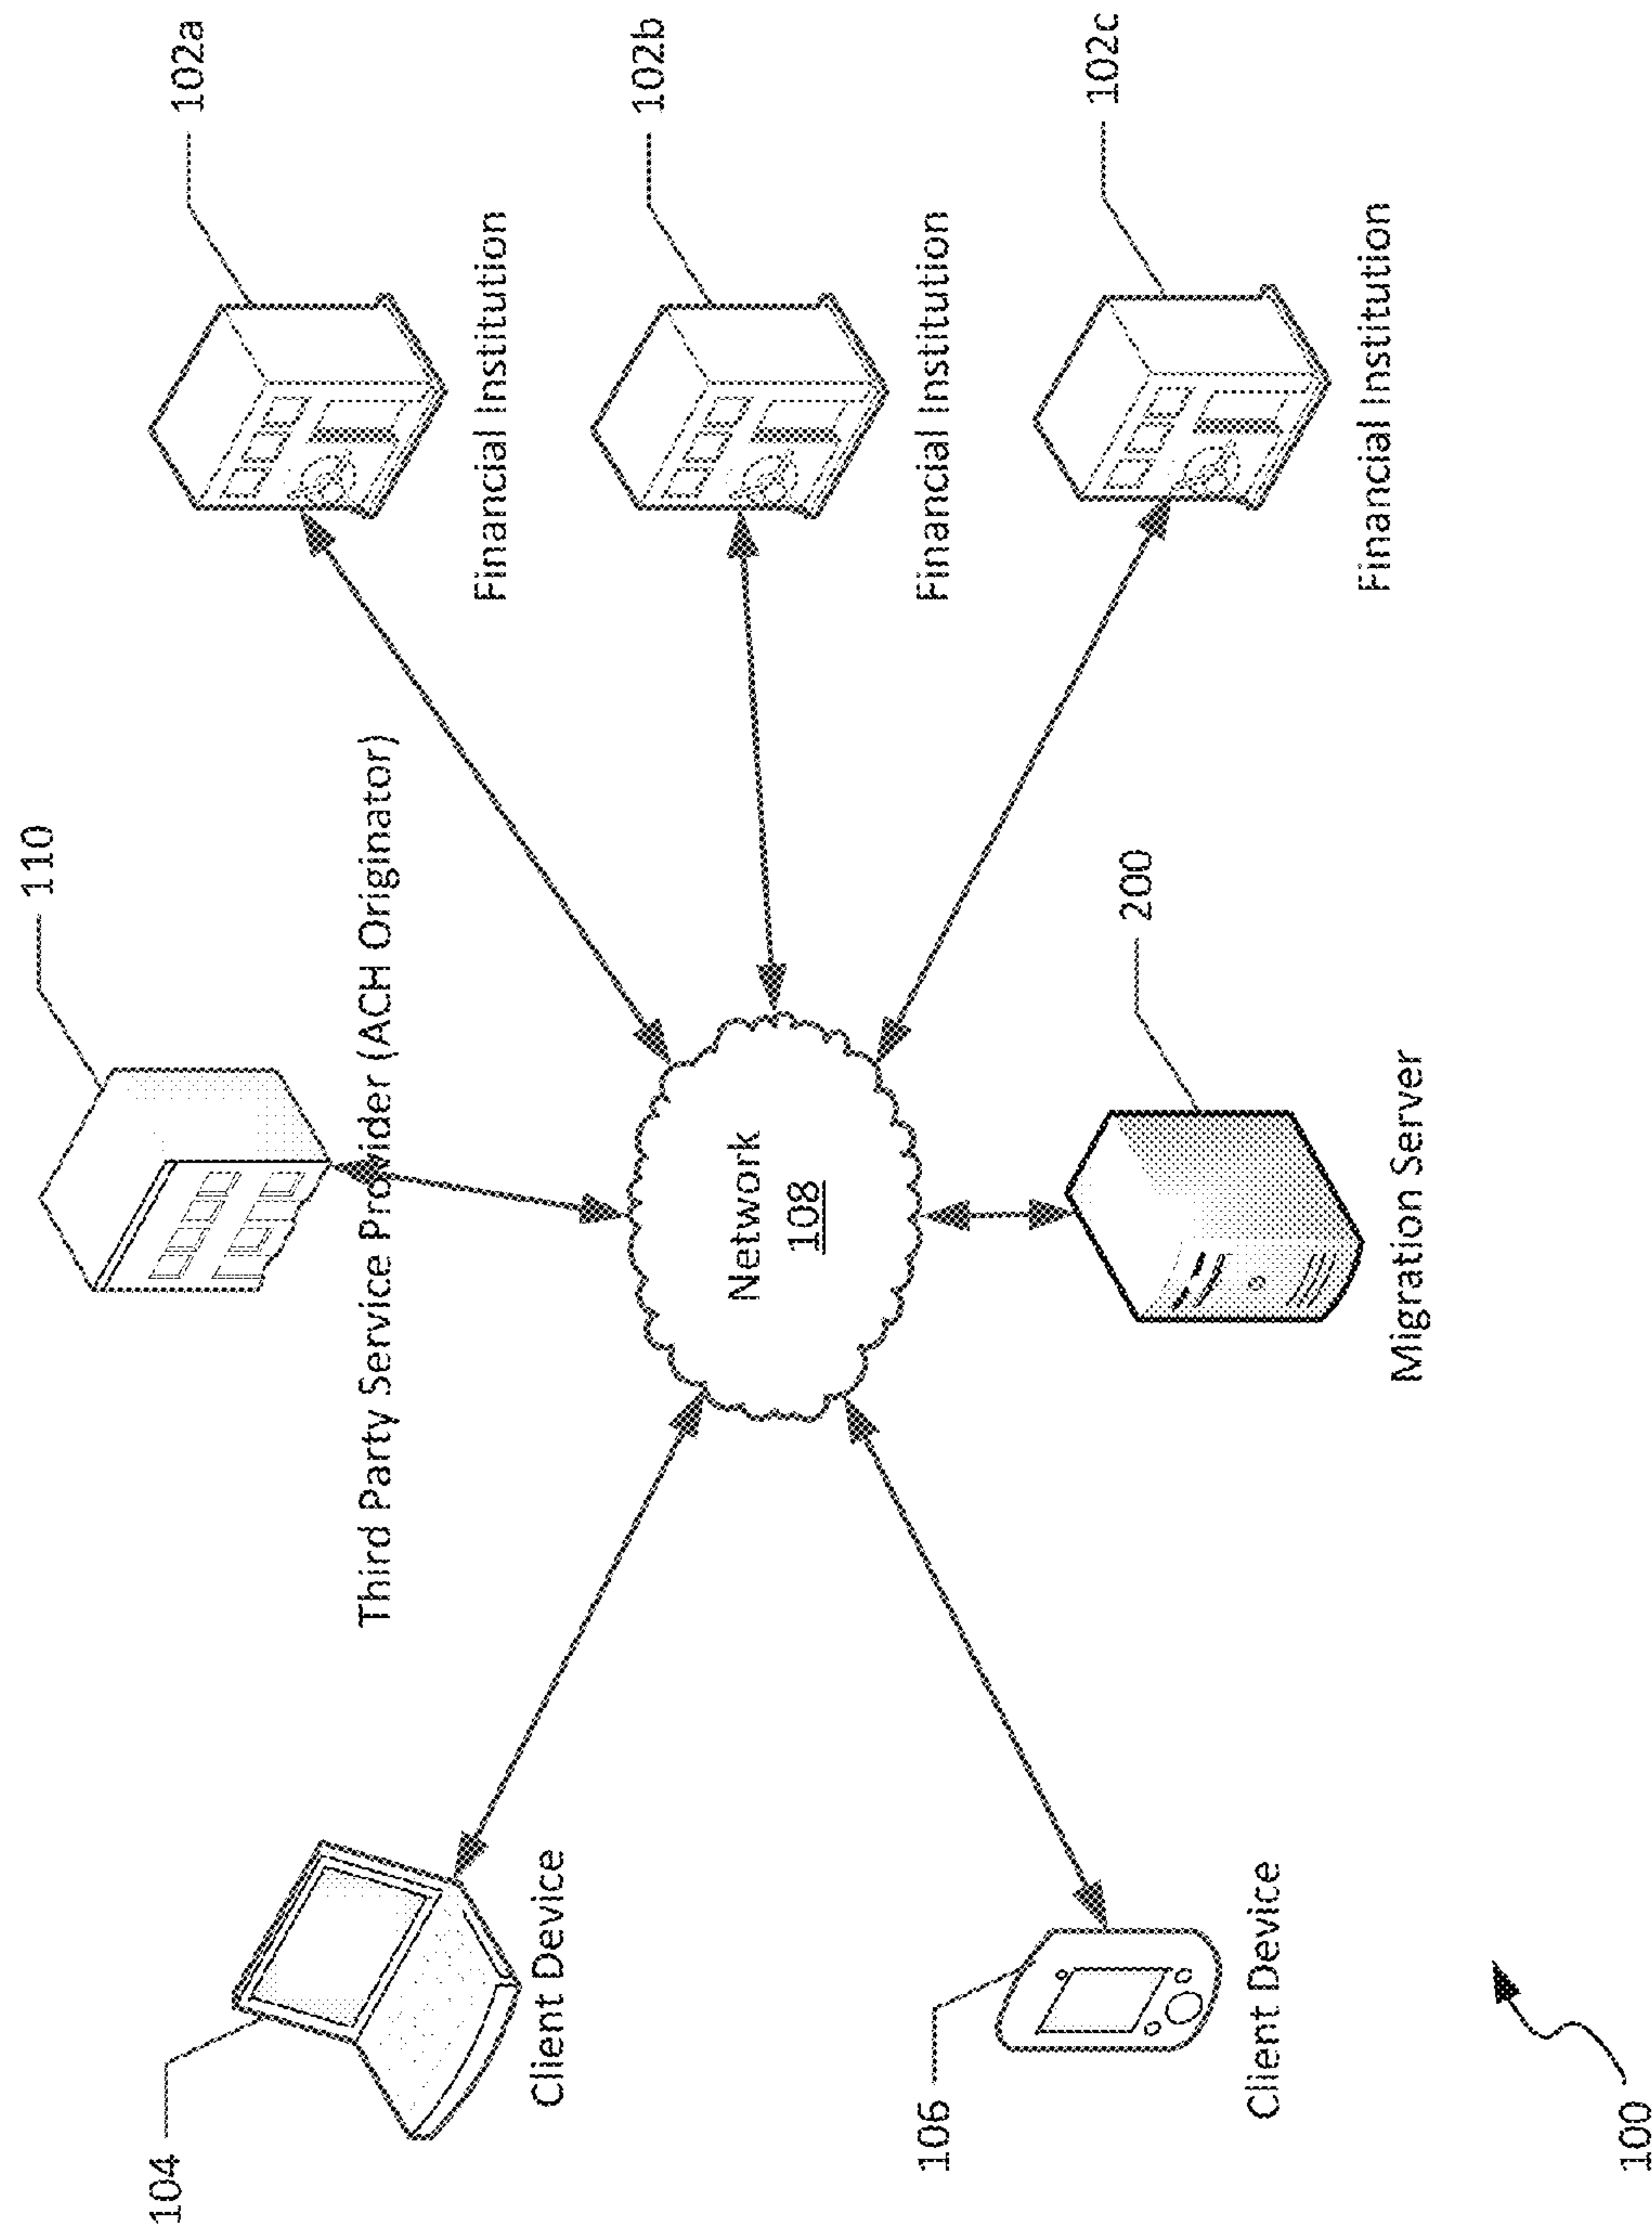 110
Third Party Service Provider (ACH Originator)
104
Client Device
102a
Financial Institution
Network
108
102b
Financial Institution
106
Client Device
200
Migration Server
102c
Financial Institution
100